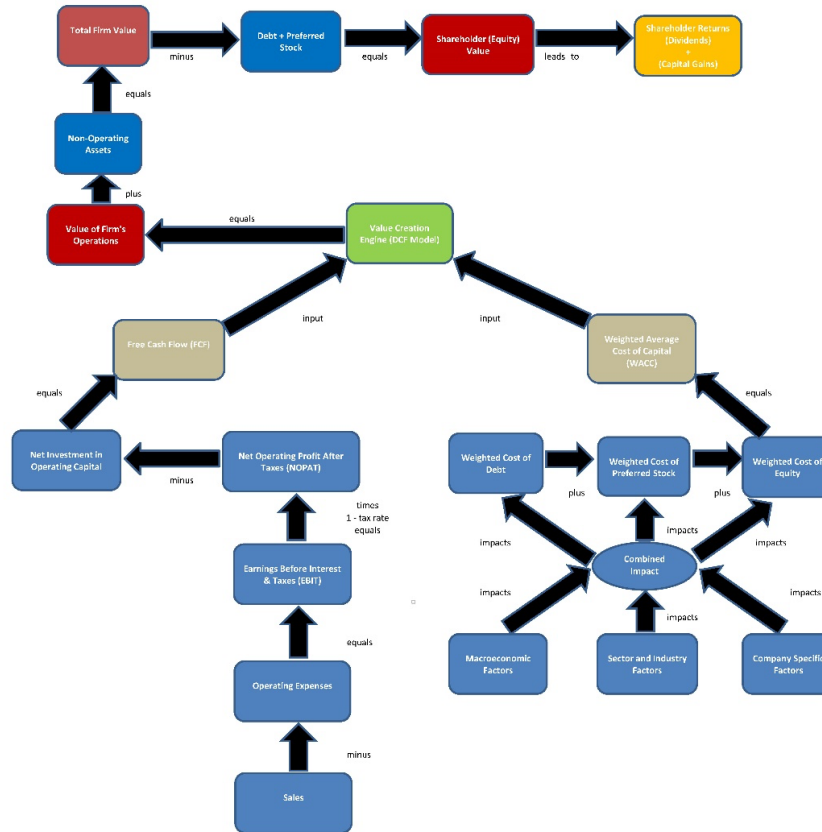 Total Firm Value
minus
Debt + Preferred
Stock
equals
Shareholder (Equity)
Value
leads to
Shareholder Returns
(Dividends)
+
(Capital Gains)
equals
Non-Operating
Assets
plus
Value of Firm's
Operations
equals
Value Creation
Engine (DCF Model)
input
input
Free Cash Flow (FCF)
Weighted Average
Cost of Capital
(WACC)
equals
equals
Net Investment in
Operating Capital
minus
Net Operating Profit After
Taxes (NOPAT)
Weighted Cost of
Debt
plus
Weighted Cost of
Preferred Stock
plus
Weighted Cost of
Equity
times
1 - tax rate
equals
impacts
impacts
impacts
Earnings Before Interest
& Taxes (EBIT)
Combined
Impact
impacts
impacts
impacts
equals
Operating Expenses
Macroeconomic
Factors
Sector and Industry
Factors
Company Specific
Factors
minus
Sales